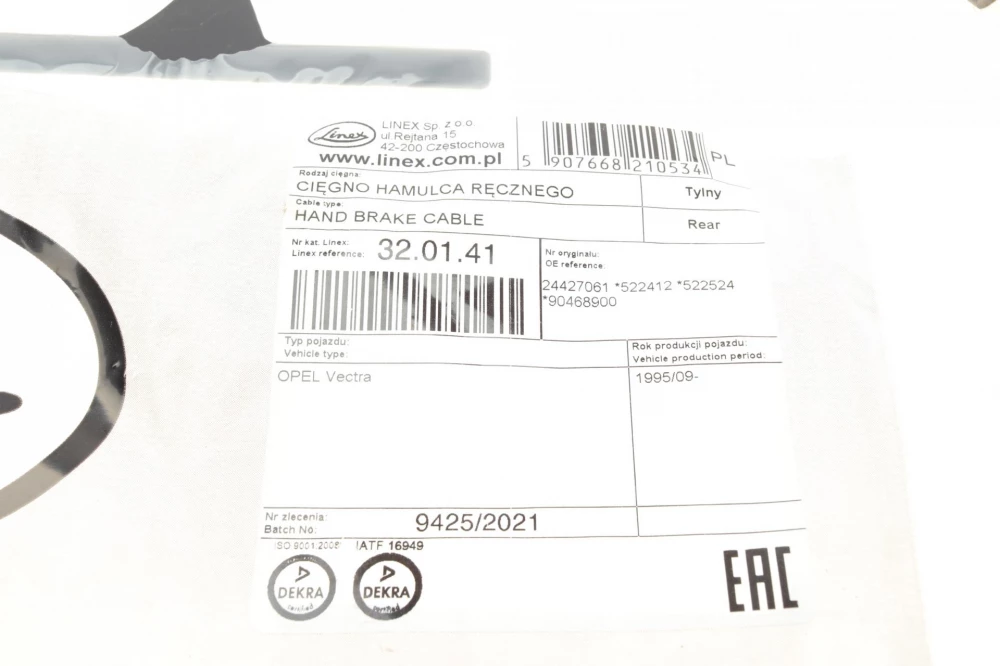 Linex
LINEX Sp. z o.o.
ul Rejtana 15
42-200 Częstochowa
www.linex.com.pl
5 907668 210534
PL
Rodzaj cięgna:
CIĘGNO HAMULCA RĘCZNEGO
Tylny
Cable type:
HAND BRAKE CABLE
Rear
Nr kat. Linex:
Linex reference:
32.01.41
Nr oryginału:
OE reference:
24427061 *522412 *522524
*90468900
Typ pojazdu:
Vehicle type:
Rok produkcji pojazdu:
Vehicle production period:
OPEL Vectra
1995/09-
Nr zlecenia:
Batch No:
9425/2021
ISO 9001:2008
IATF 16949
DEKRA
certified
DEKRA
certified
EAC